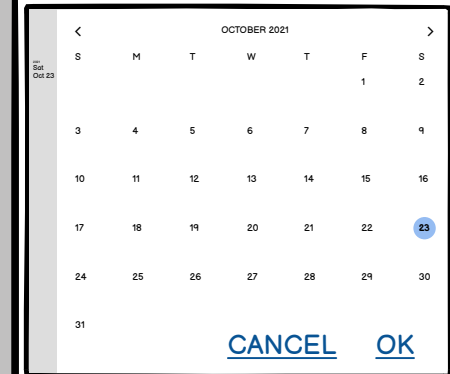 OCTOBER 2021
S M T W T F S
Sat
Oct 23
1 2
3 4 5 6 7 8 9
10 11 12 13 14 15 16
17 18 19 20 21 22 23
24 25 26 27 28 29 30
31
CANCEL OK